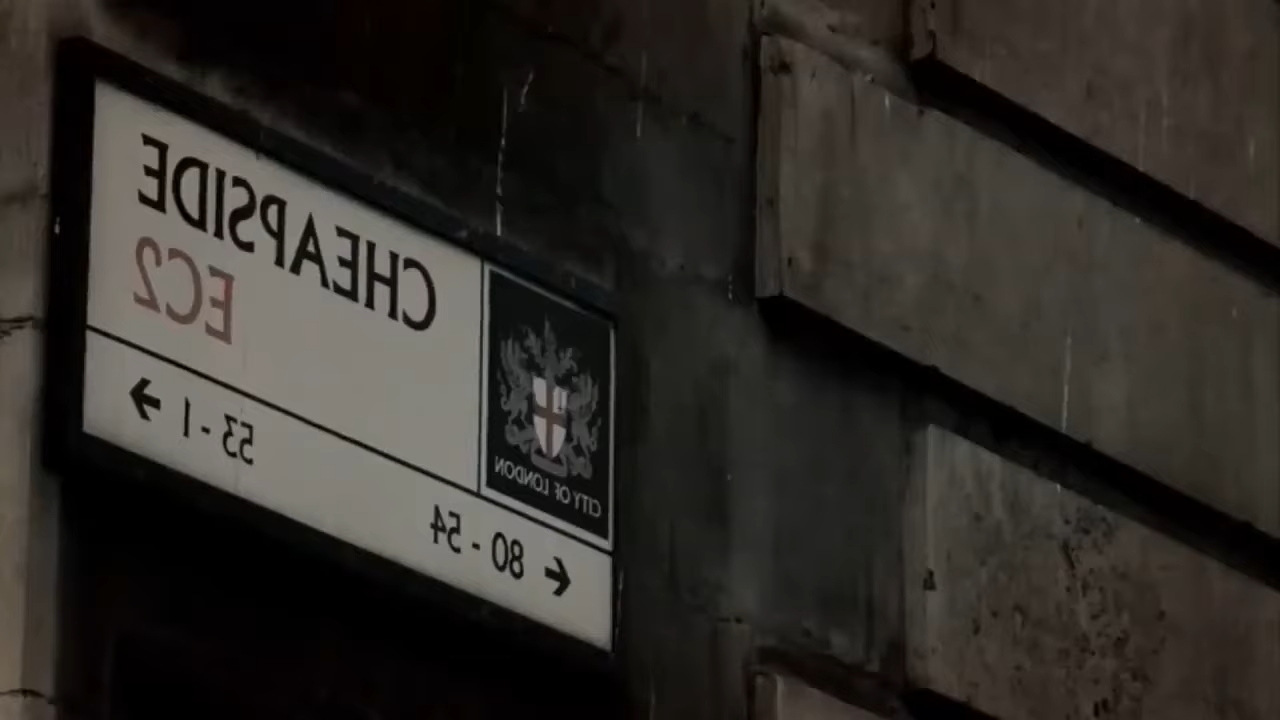 CHEAPSIDE
EC2
CITY OF LONDON
← 80 - 54
53 - 1 →